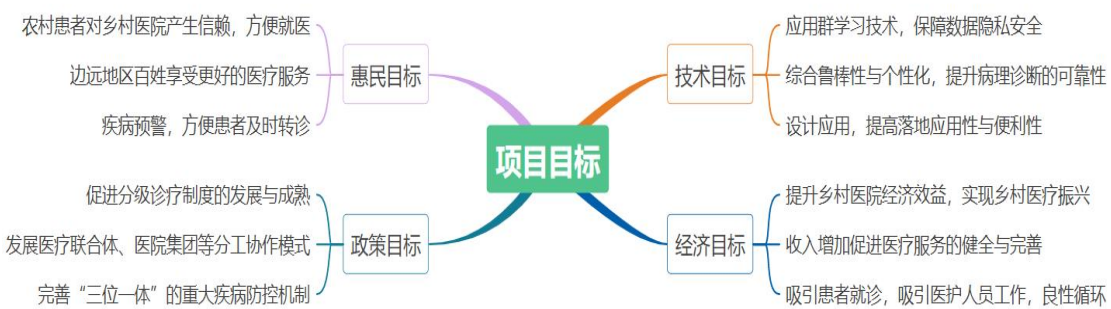 项目目标
惠民目标
农村患者对乡村医院产生信赖，方便就医
边远地区百姓享受更好的医疗服务
疾病预警，方便患者及时转诊
政策目标
促进分级诊疗制度的发展与成熟
发展医疗联合体、医院集团等分工协作模式
完善“三位一体”的重大疾病防控机制
技术目标
应用群学习技术，保障数据隐私安全
综合鲁棒性与个性化，提升病理诊断的可靠性
设计应用，提高落地应用性与便利性
经济目标
提升乡村医院经济效益，实现乡村医疗振兴
收入增加促进医疗服务的健全与完善
吸引患者就诊，吸引医护人员工作，良性循环